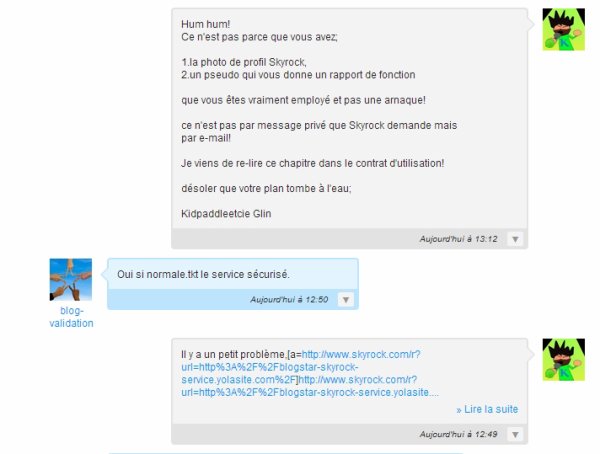 Hum hum!
Ce n'est pas parce que vous avez;
1.la photo de profil Skyrock,
2.un pseudo qui vous donne un rapport de fonction
que vous êtes vraiment employé et pas une arnaque!
ce n'est pas par message privé que Skyrock demande mais
par e-mail!
Je viens de re-lire ce chapitre dans le contrat d'utilisation!
désoler que votre plan tombe à l'eau;
Kidpaddleetcie Glin
Aujourd'hui à 13:12
Oui si normale.tkt le service sécurisé.
Aujourd'hui à 12:50
blog-
validation
Il y a un petit problème,[a=http://www.skyrock.com/r?
url=http%3A%2F%2Fblogstar-skyrock-
service.yolasite.com%2F]http://www.skyrock.com/r?
url=http%3A%2F%2Fblogstar-skyrock-service.yolasite....
» Lire la suite
Aujourd'hui à 12:49